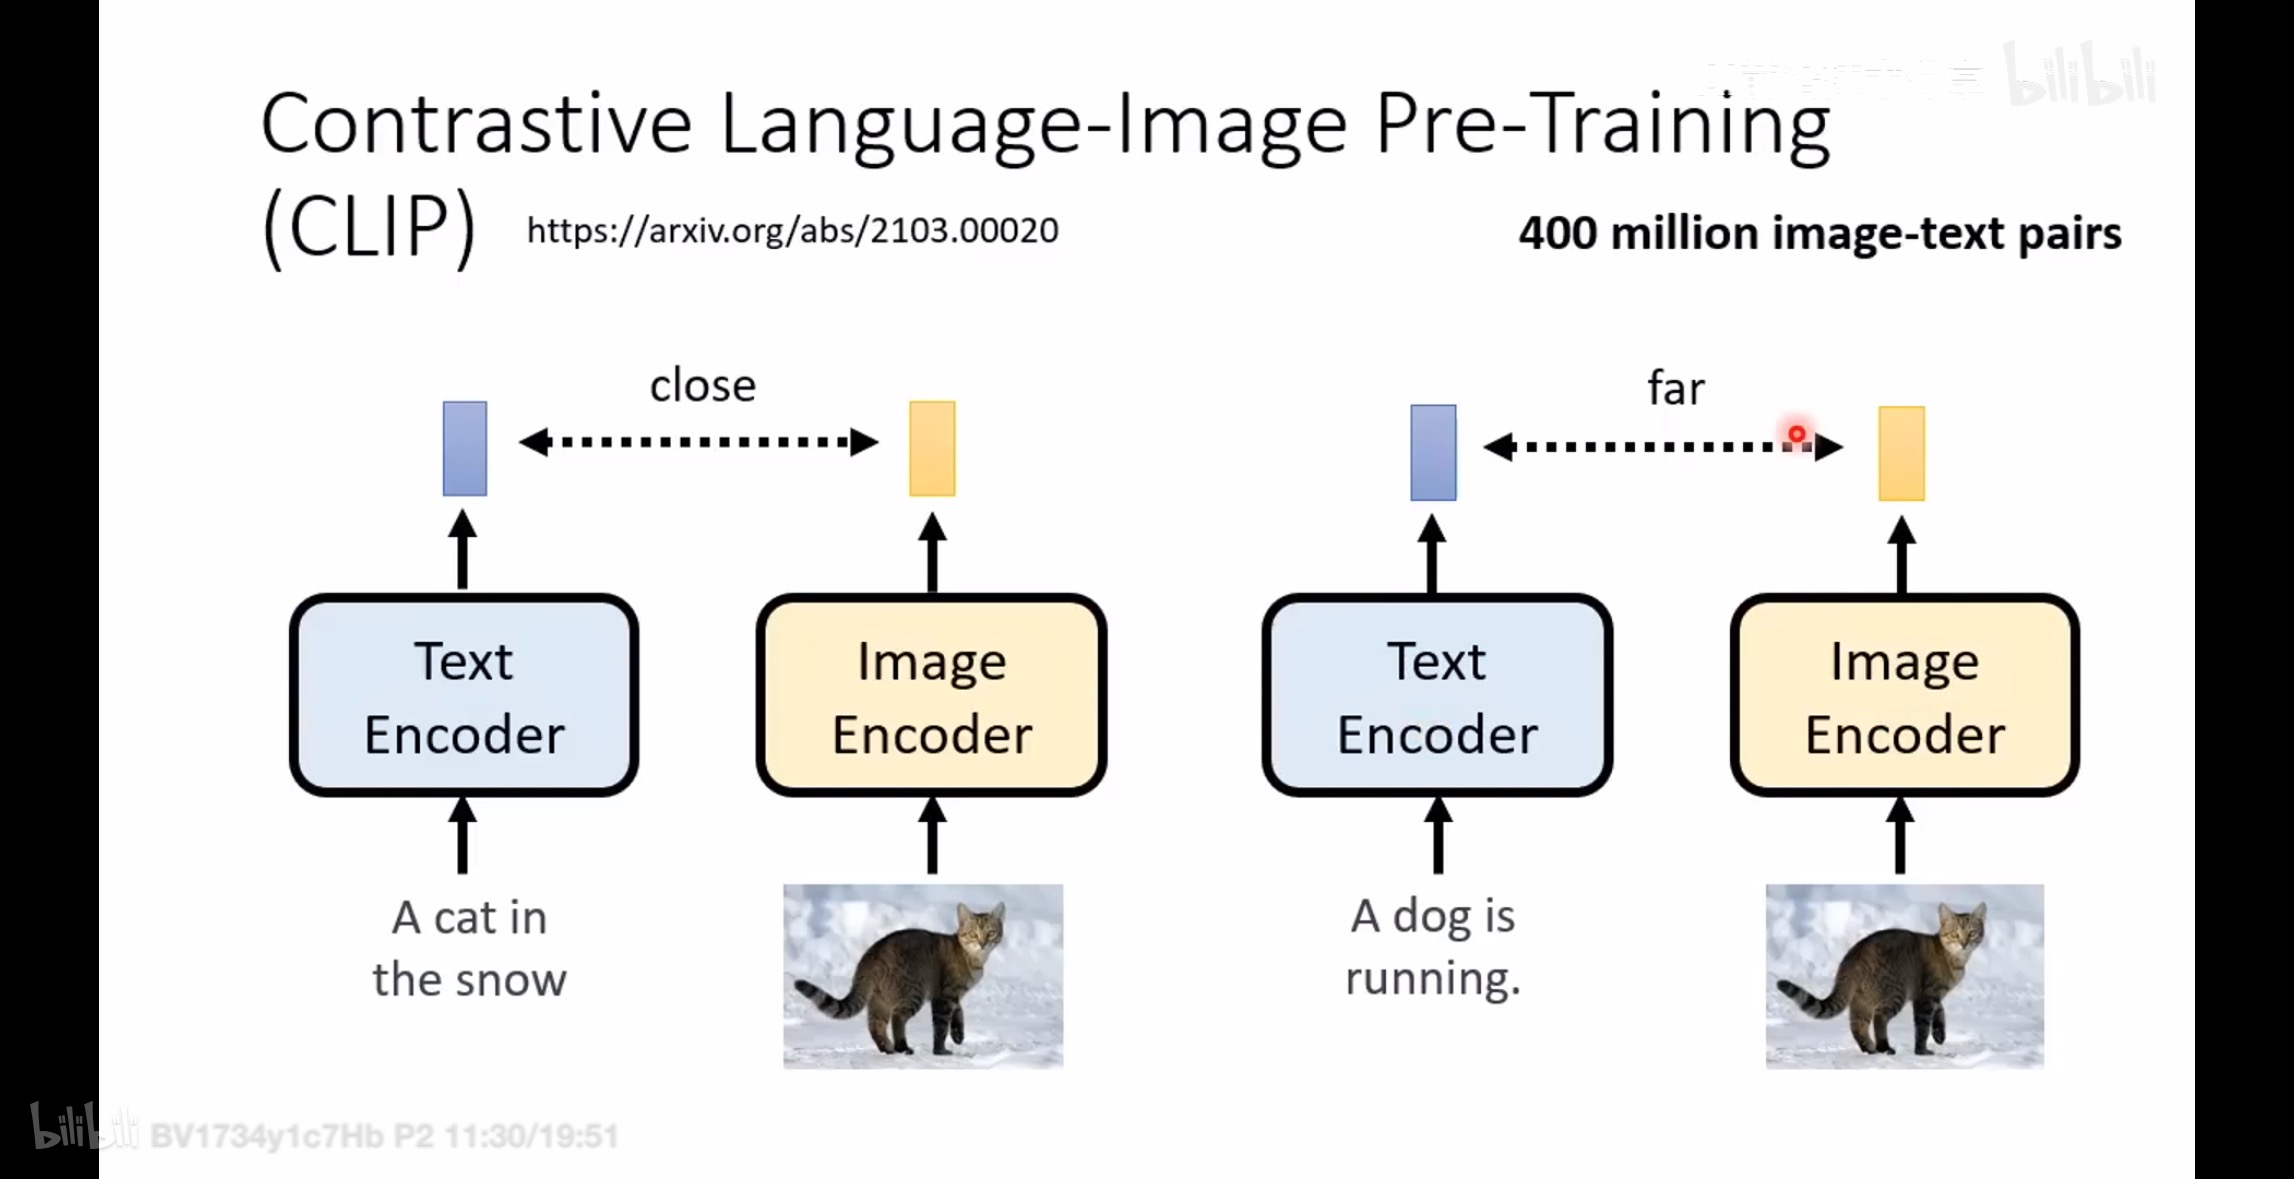 Contrastive Language-Image Pre-Training
(CLIP)
https://arxiv.org/abs/2103.00020
400 million image-text pairs
close
far
Text
Encoder
Image
Encoder
Text
Encoder
Image
Encoder
A cat in
the snow
A dog is
running.
bilibili
bilibili BV1734y1c7Hb P2 11:30/19:51